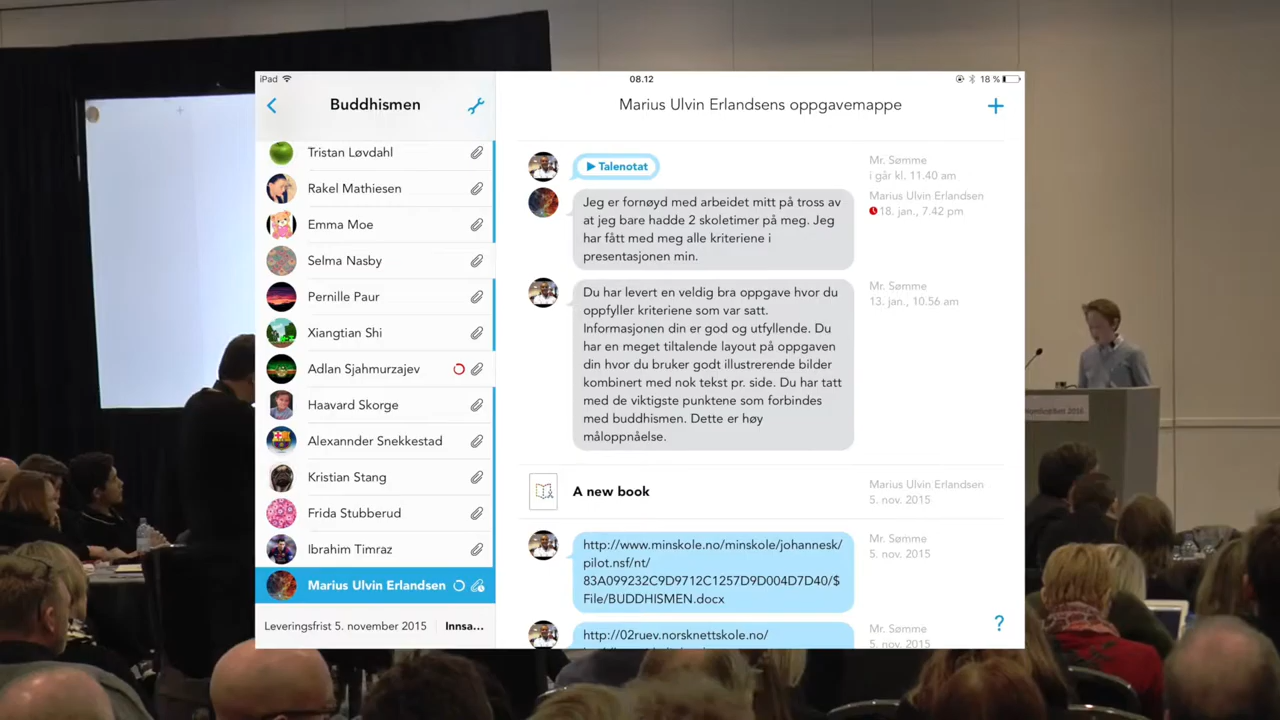 iPad
08.12
18 %
Buddhismen
Marius Ulvin Erlandsens oppgavemappe
Tristan Løvdahl
Rakel Mathiesen
Emma Moe
Selma Nasby
Pernille Paur
Xiangtian Shi
Adlan Sjahmurzajev
Haavard Skorge
Alexannder Snekkestad
Kristian Stang
Frida Stubberud
Ibrahim Timraz
Marius Ulvin Erlandsen
Leveringsfrist 5. november 2015
Innsa...
Talenotat
Mr. Sømme
i går kl. 11.40 am
Jeg er fornøyd med arbeidet mitt på tross av
at jeg bare hadde 2 skoletimer på meg. Jeg
har fått med meg alle kriteriene i
presentasjonen min.
Marius Ulvin Erlandsen
18. jan., 7.42 pm
Du har levert en veldig bra oppgave hvor du
oppfyller kriteriene som var satt.
Informasjonen din er god og utfyllende. Du
har en meget tiltalende layout på oppgaven
din hvor du bruker godt illustrerende bilder
kombinert med nok tekst pr. side. Du har tatt
med de viktigste punktene som forbindes
med buddhismen. Dette er høy
måloppnåelse.
Mr. Sømme
13. jan., 10.56 am
A new book
Marius Ulvin Erlandsen
5. nov. 2015
http://www.minskole.no/minskole/johannesk/
pilot.nsf/nt/
83A099232C9D9712C1257D9D004D7D40/$
File/BUDDHISMEN.docx
Mr. Sømme
5. nov. 2015
http://02ruev.norsknettskole.no/
Mr. Sømme
5. nov. 2015
?